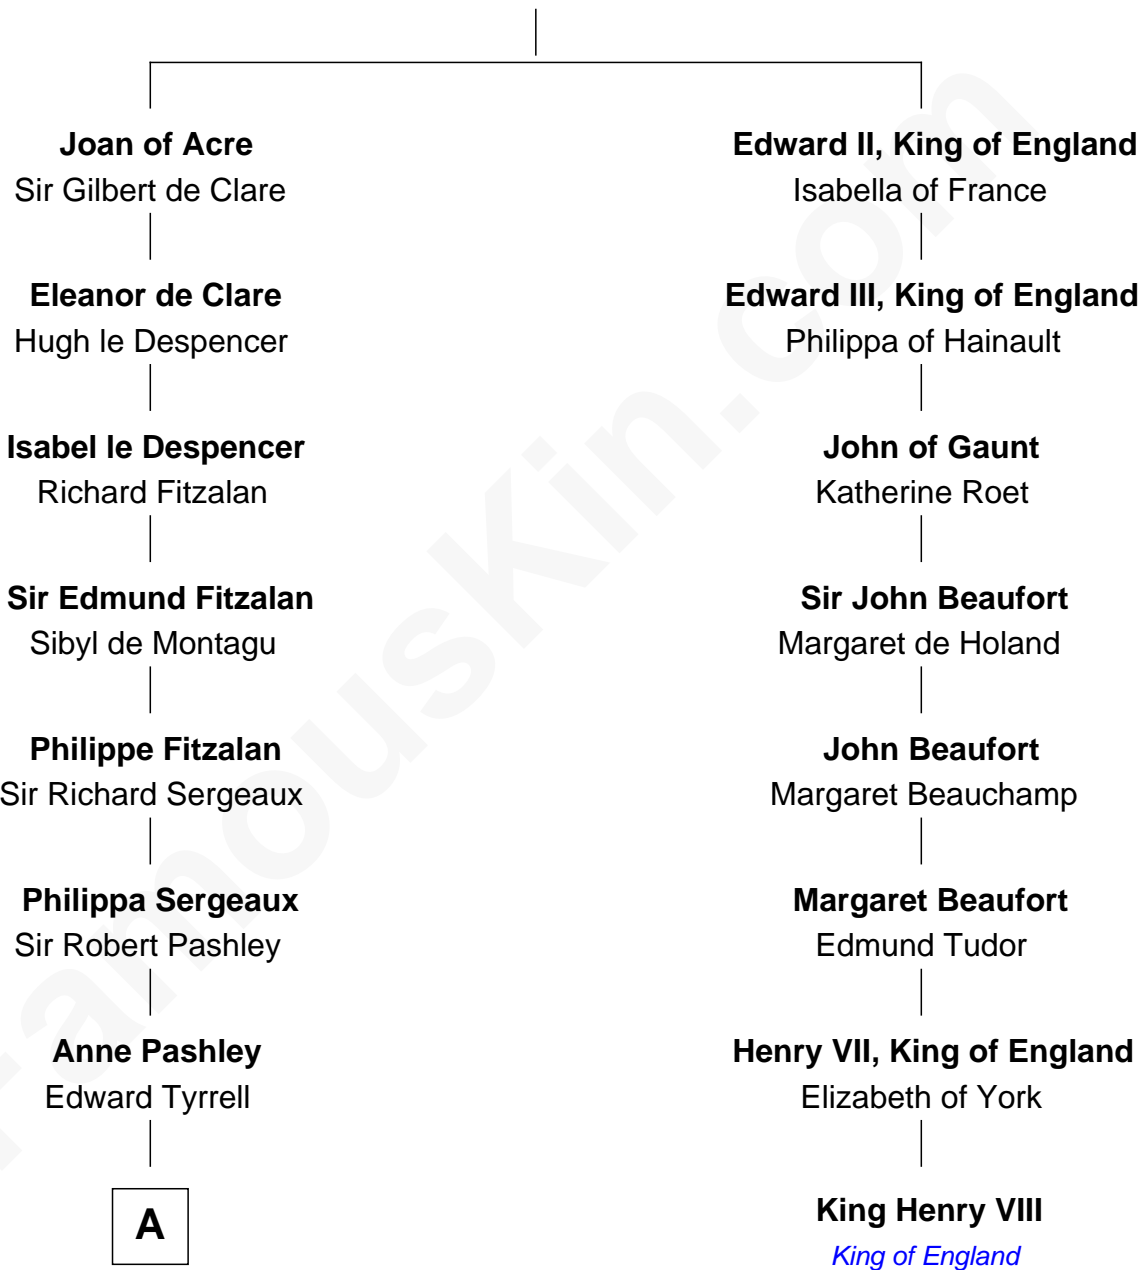 Joan of Acre
Sir Gilbert de Clare
Eleanor de Clare
Hugh le Despencer
Isabel le Despencer
Richard Fitzalan
Sir Edmund Fitzalan
Sibyl de Montagu
Philippe Fitzalan
Sir Richard Sergeaux
Philippa Sergeaux
Sir Robert Pashley
Anne Pashley
Edward Tyrrell
A
Edward II, King of England
Isabella of France
Edward III, King of England
Philippa of Hainault
John of Gaunt
Katherine Roet
Sir John Beaufort
Margaret de Holand
John Beaufort
Margaret Beauchamp
Margaret Beaufort
Edmund Tudor
Henry VII, King of England
Elizabeth of York
King Henry VIII
King of England
FamousKin.com